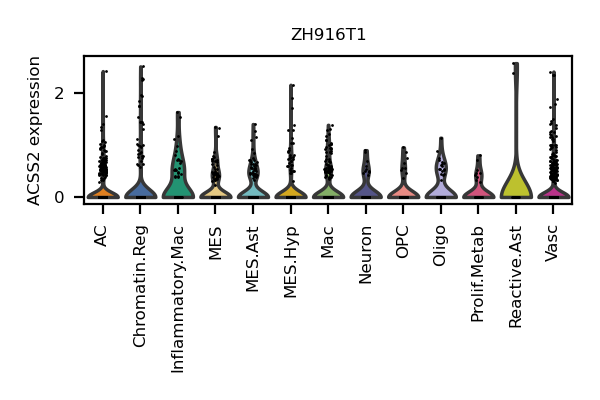 ZH916T1
ACSS2 expression
2
0
AC
Chromatin.Reg
Inflammatory.Mac
MES
MES.Ast
MES.Hyp
Mac
Neuron
OPC
Oligo
Prolif.Metab
Reactive.Ast
Vasc